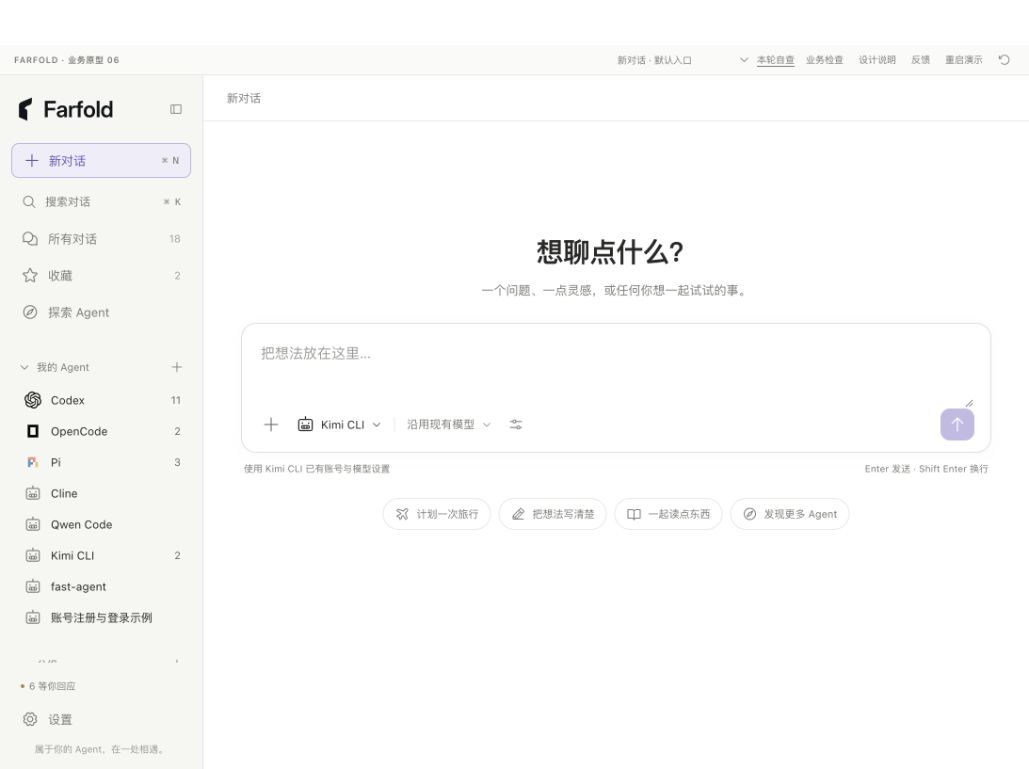 FARFOLD · 业务原型 06
新对话 · 默认入口
本轮自查
业务检查
设计说明
反馈
重启演示
Farfold
新对话
⌘ N
搜索对话
⌘ K
所有对话
18
收藏
2
探索 Agent
我的 Agent
Codex
11
OpenCode
2
Pi
3
Cline
Qwen Code
Kimi CLI
2
fast-agent
账号注册与登录示例
6 等你回应
设置
属于你的 Agent，在一处相遇。
新对话
想聊点什么？
一个问题、一点灵感，或任何你想一起试试的事。
把想法放在这里...
Kimi CLI
沿用现有模型
使用 Kimi CLI 已有账号与模型设置
Enter 发送 · Shift Enter 换行
计划一次旅行
把想法写清楚
一起读点东西
发现更多 Agent